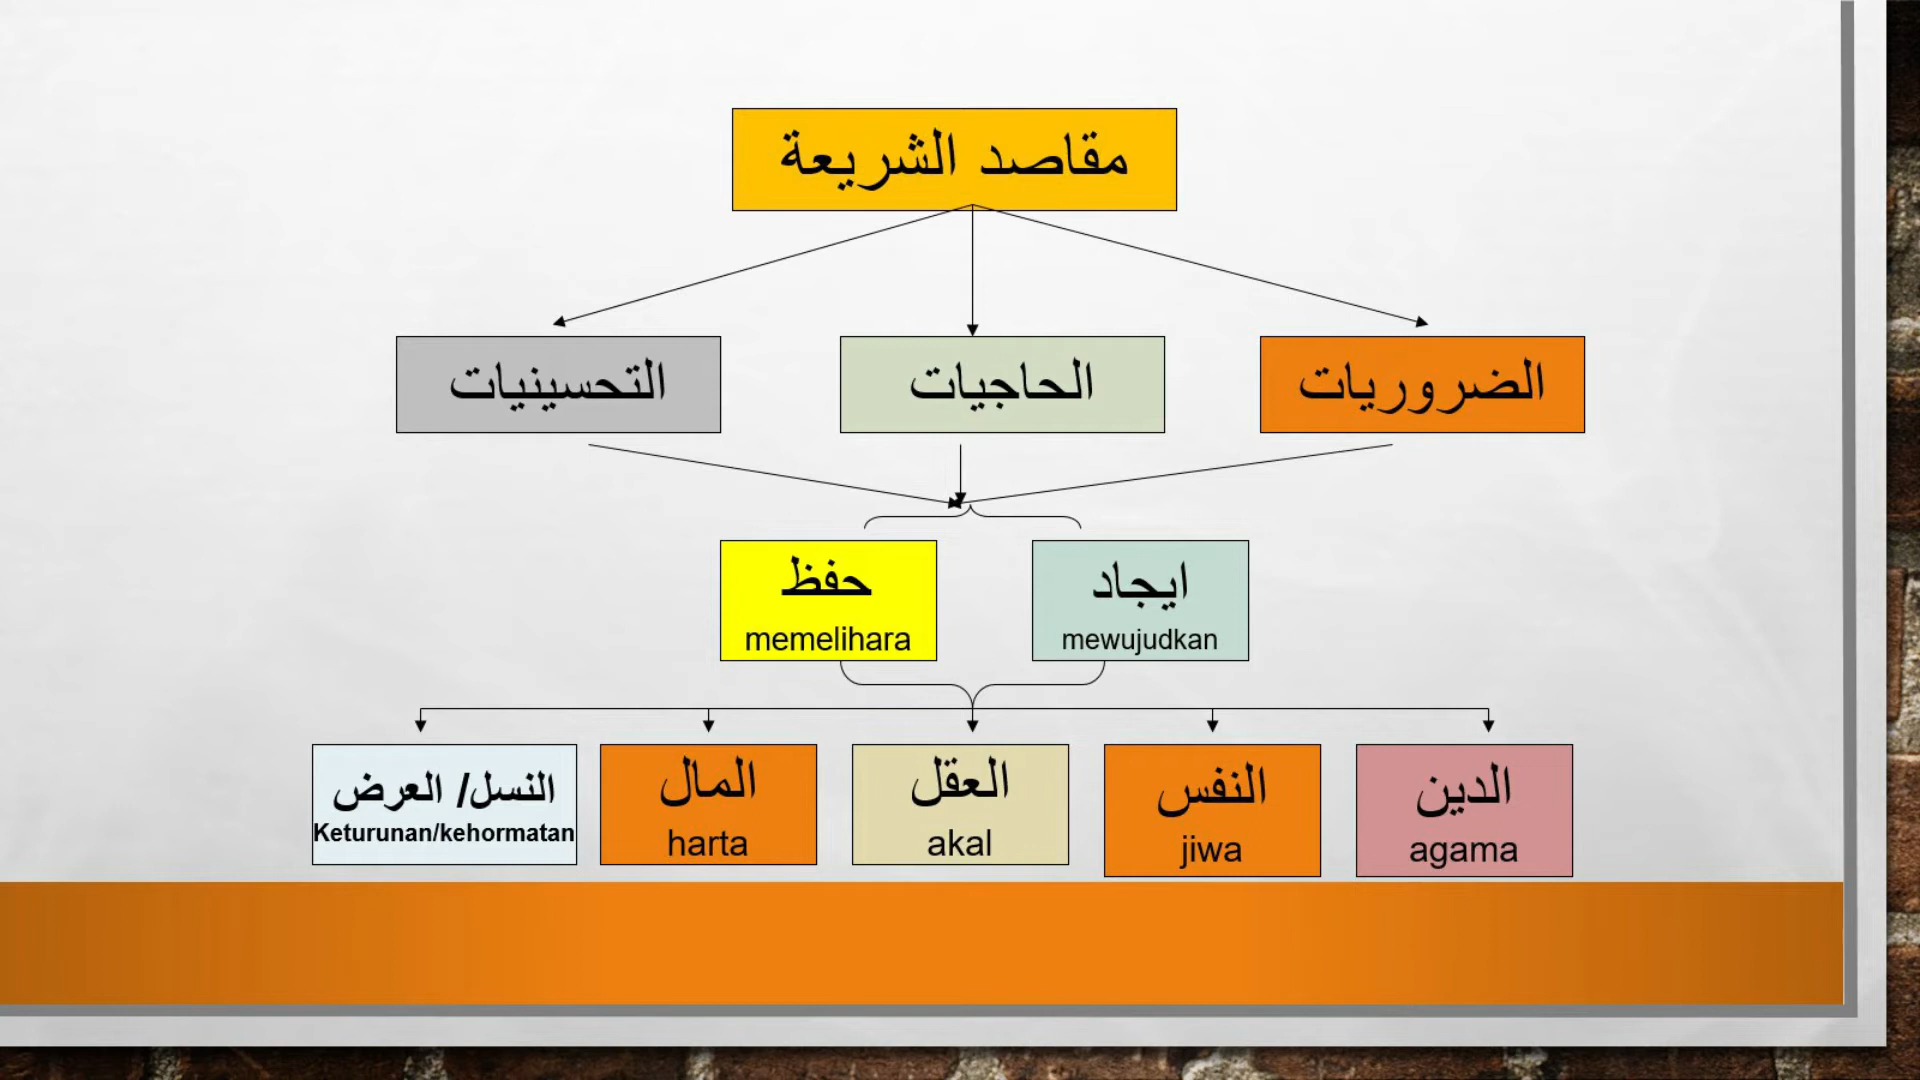 مقاصد الشريعة
الضروريات
الحاجيات
التحسينيات
ايجاد
mewujudkan
حفظ
memelihara
الدين
agama
النفس
jiwa
العقل
akal
المال
harta
النسل/ العرض
Keturunan/kehormatan